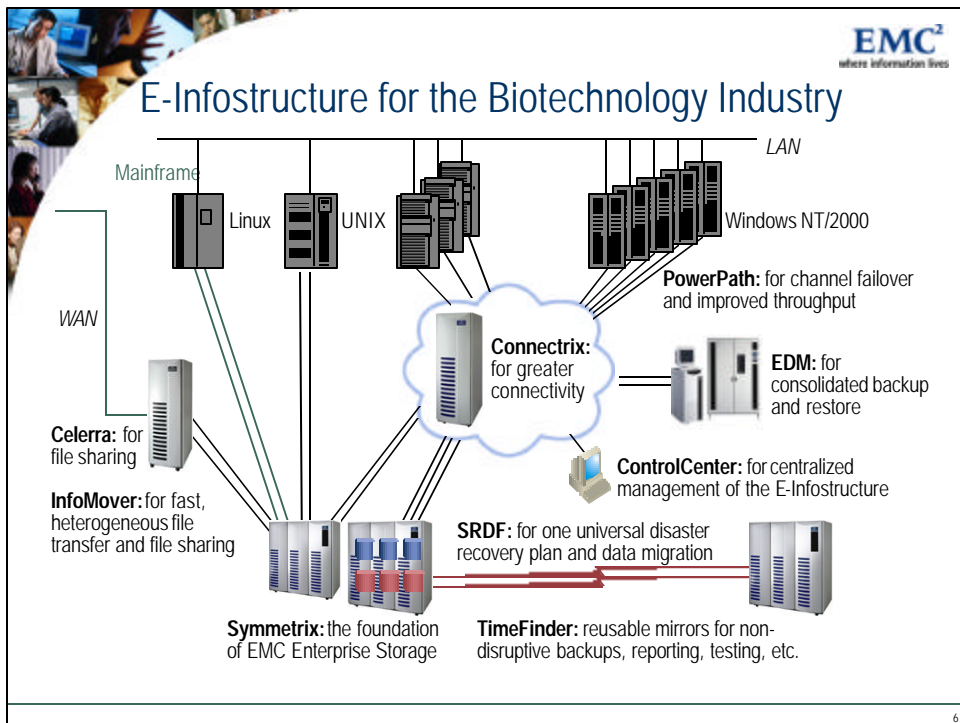 EMC²
where information lives
E-Infostructure for the Biotechnology Industry
LAN
Mainframe
Linux
UNIX
Windows NT/2000
PowerPath: for channel failover
and improved throughput
WAN
Connectrix:
for greater
connectivity
EDM: for
consolidated backup
and restore
Celerra: for
file sharing
ControlCenter: for centralized
management of the E-Infostructure
InfoMover: for fast,
heterogeneous file
transfer and file sharing
SRDF: for one universal disaster
recovery plan and data migration
Symmetrix: the foundation
of EMC Enterprise Storage
TimeFinder: reusable mirrors for non-
disruptive backups, reporting, testing, etc.
6